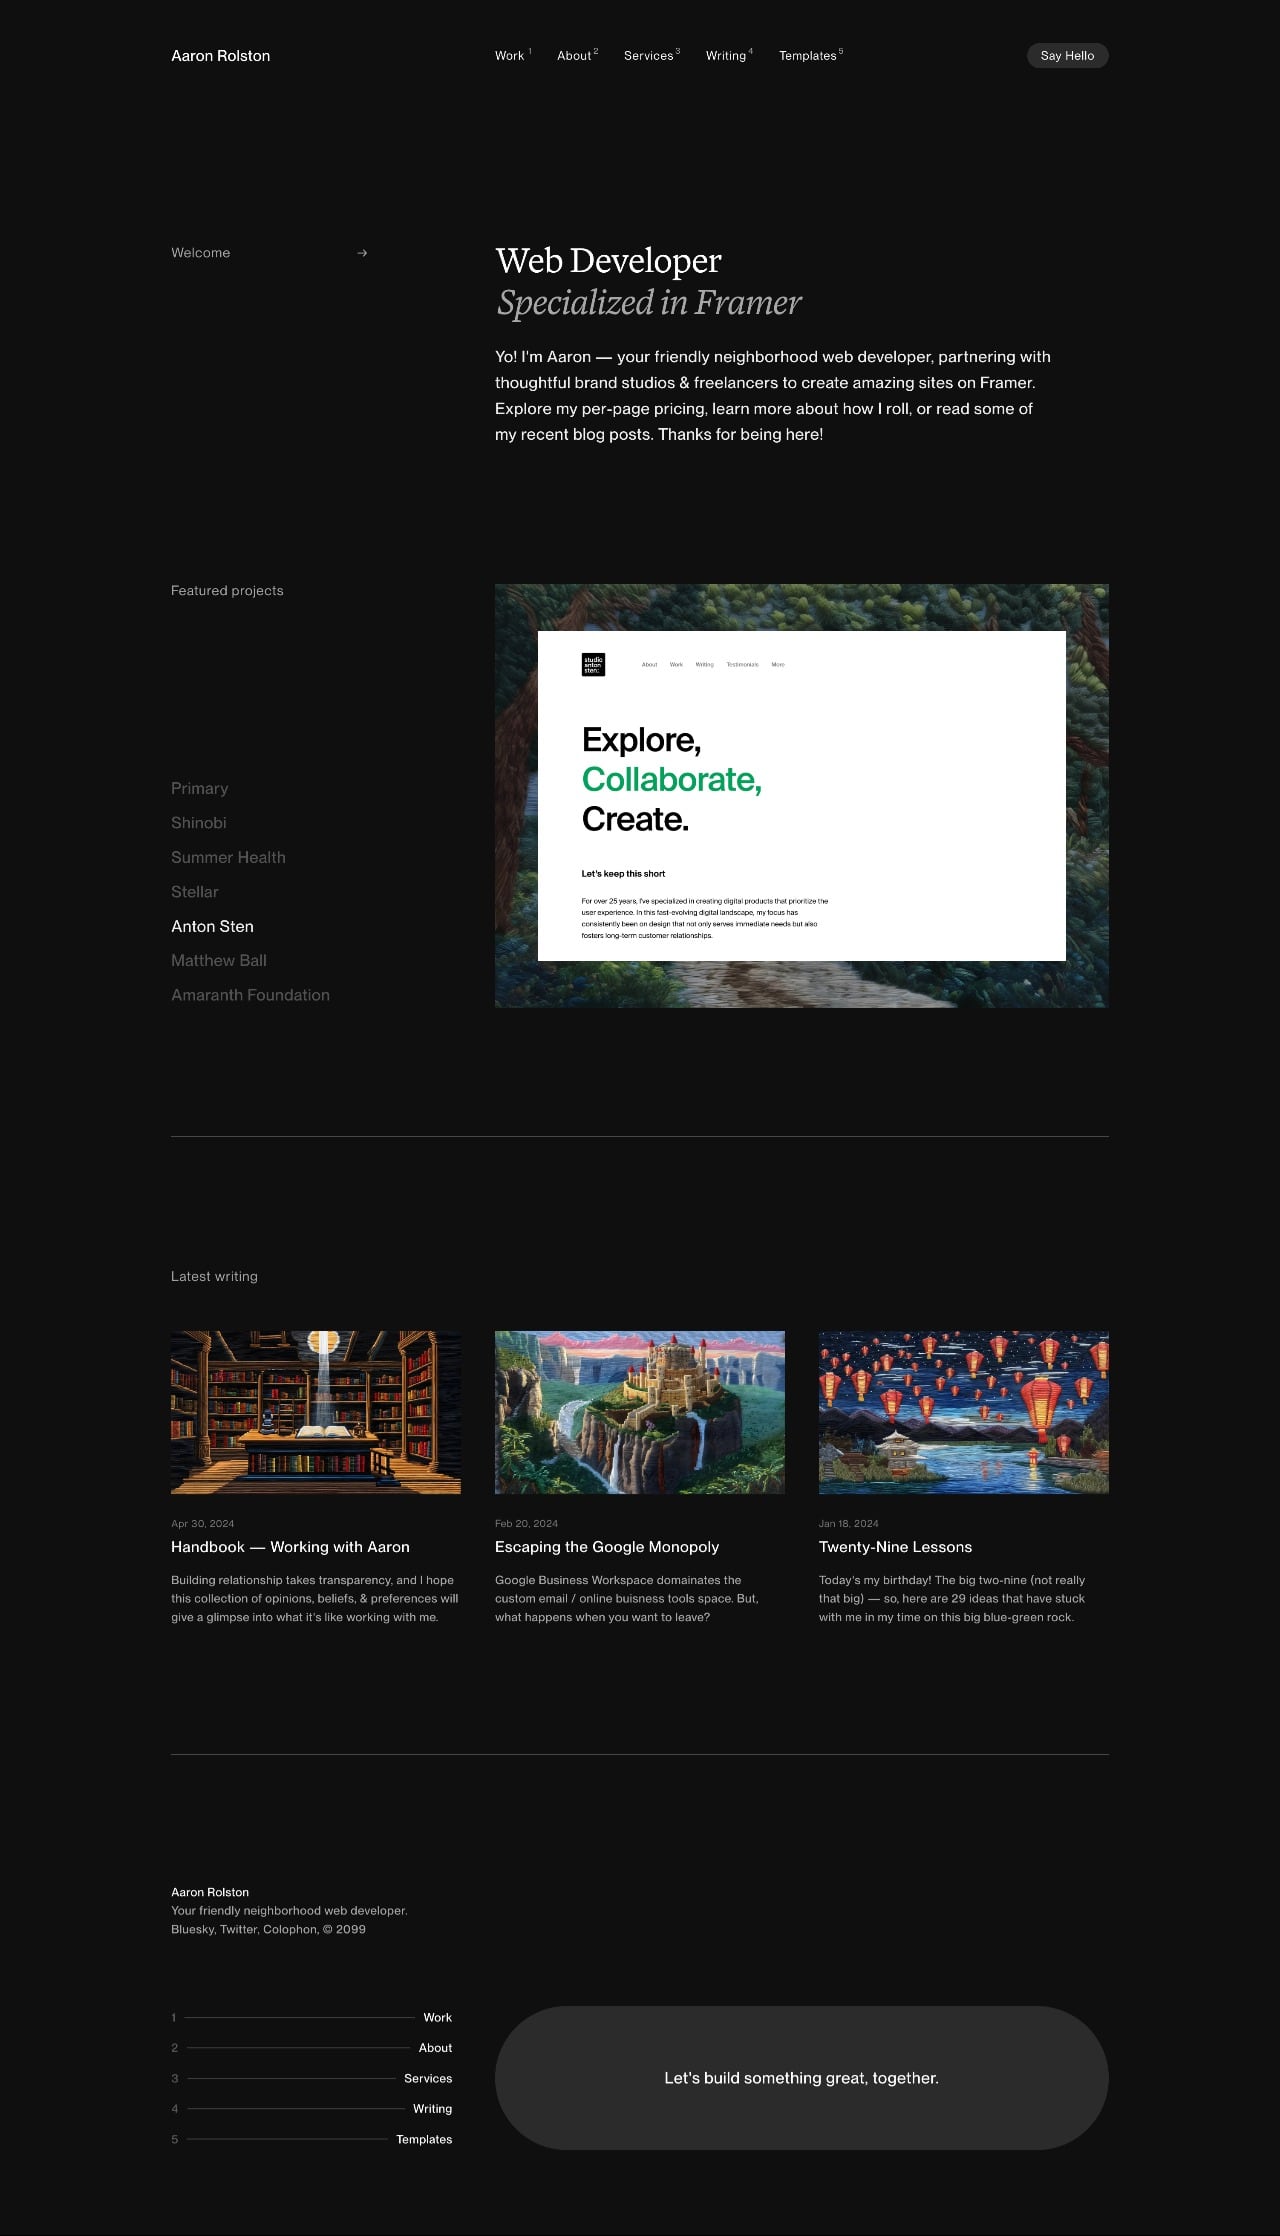 Aaron Rolston
Work 1
About 2
Services 3
Writing 4
Templates 5
Say Hello
Welcome →
Web Developer
Specialized in Framer
Yo! I'm Aaron — your friendly neighborhood web developer, partnering with
thoughtful brand studios & freelancers to create amazing sites on Framer.
Explore my per-page pricing, learn more about how I roll, or read some of
my recent blog posts. Thanks for being here!
Featured projects
Primary
Shinobi
Summer Health
Stellar
Anton Sten
Matthew Ball
Amaranth Foundation
studio
anton
sten:
About
Work
Writing
Testimonials
More
Explore,
Collaborate,
Create.
Let's keep this short
For over 25 years, I've specialized in creating digital products that prioritize the
user experience. In this fast-evolving digital landscape, my focus has
consistently been on design that not only serves immediate needs but also
fosters long-term customer relationships.
Latest writing
Apr 30, 2024
Handbook — Working with Aaron
Building relationship takes transparency, and I hope
this collection of opinions, beliefs, & preferences will
give a glimpse into what it's like working with me.
Feb 20, 2024
Escaping the Google Monopoly
Google Business Workspace domainates the
custom email / online buisness tools space. But,
what happens when you want to leave?
Jan 18, 2024
Twenty-Nine Lessons
Today's my birthday! The big two-nine (not really
that big) — so, here are 29 ideas that have stuck
with me in my time on this big blue-green rock.
Aaron Rolston
Your friendly neighborhood web developer.
Bluesky, Twitter, Colophon, © 2099
1 Work
2 About
3 Services
4 Writing
5 Templates
Let's build something great, together.